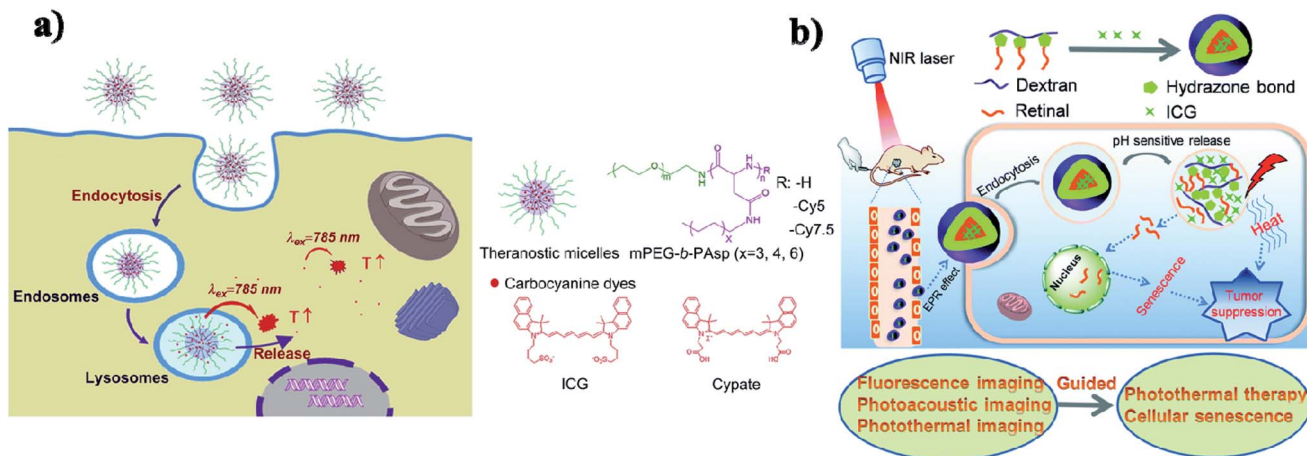 a)
Endocytosis
λex=785 nm
T↑
Endosomes
λex=785 nm
T↑
Release
Lysosomes
Theranostic micelles
mPEG-b-PAsp (x=3, 4, 6)
R: -H
-Cy5
-Cy7.5
Carbocyanine dyes
ICG
Cypate
b)
NIR laser
Dextran
Hydrazone bond
Retinal
ICG
Endocytosis
pH sensitive release
EPR effect
Nucleus
Senescence
Heat
Tumor
suppression
Fluorescence imaging
Photoacoustic imaging
Photothermal imaging
Guided
Photothermal therapy
Cellular senescence